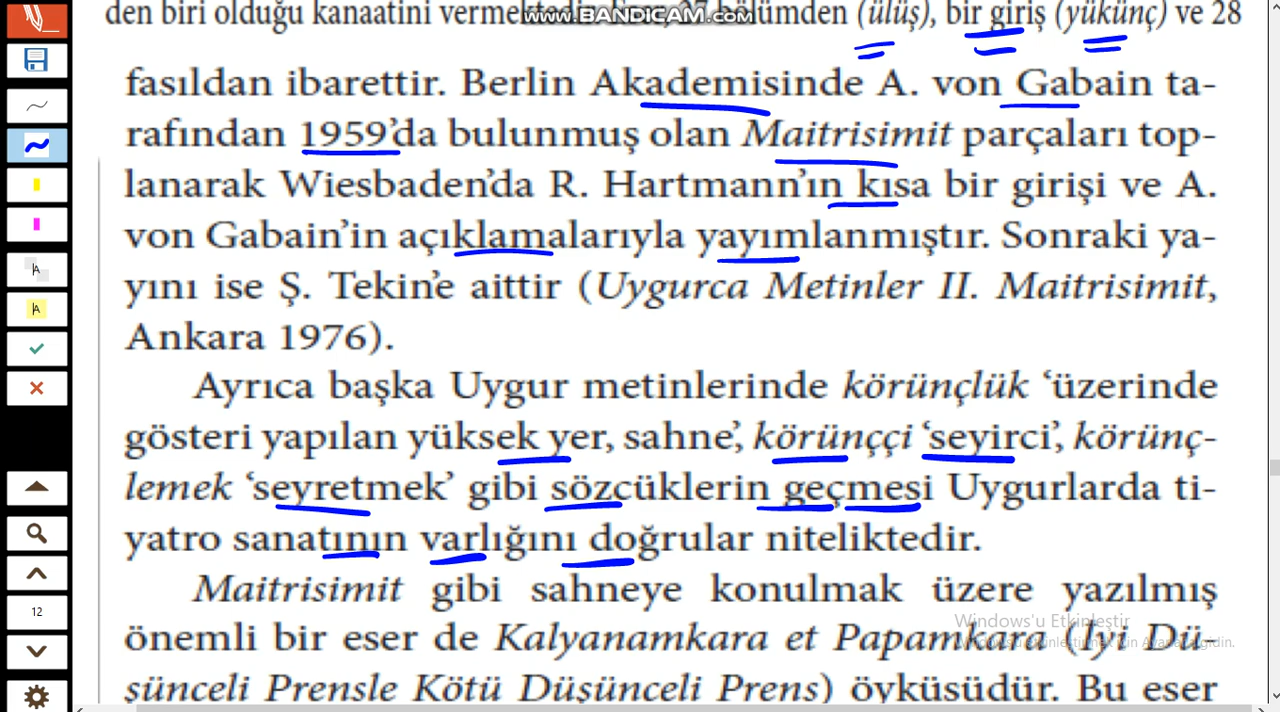 den biri olduğu kanaatini vermektedir. 27 bölümden (ülüş), bir giriş (yükünç) ve 28
www.BANDICAM.com
fasıldan ibarettir. Berlin Akademisinde A. von Gabain ta-
rafından 1959'da bulunmuş olan Maitrisimit parçaları top-
lanarak Wiesbaden'da R. Hartmann'ın kısa bir girişi ve A.
von Gabain'in açıklamalarıyla yayımlanmıştır. Sonraki ya-
yını ise Ş. Tekin'e aittir (Uygurca Metinler II. Maitrisimit,
Ankara 1976).
Ayrıca başka Uygur metinlerinde körünçlük 'üzerinde
gösteri yapılan yüksek yer, sahne', körünççi 'seyirci', körünç-
lemek 'seyretmek' gibi sözcüklerin geçmesi Uygurlarda ti-
yatro sanatının varlığını doğrular niteliktedir.
Maitrisimit gibi sahneye konulmak üzere yazılmış
önemli bir eser de Kalyanamkara et Papamkara (İyi Dü-
şünceli Prensle Kötü Düşünceli Prens) öyküsüdür. Bu eser
Windows'u Etkinleştir
Windows'u etkinleştirmek için Ayarlar'a gidin.
A
A
12